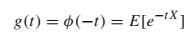 g(t) = ϕ(−t) = E[e^{−tX}]